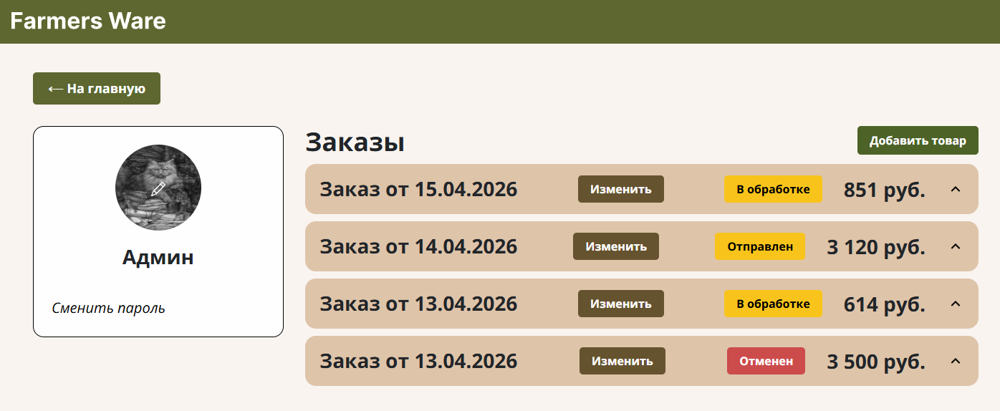 Farmers Ware
← На главную
Админ
Сменить пароль
Заказы
Добавить товар
Заказ от 15.04.2026 Изменить В обработке 851 руб.
Заказ от 14.04.2026 Изменить Отправлен 3 120 руб.
Заказ от 13.04.2026 Изменить В обработке 614 руб.
Заказ от 13.04.2026 Изменить Отменен 3 500 руб.